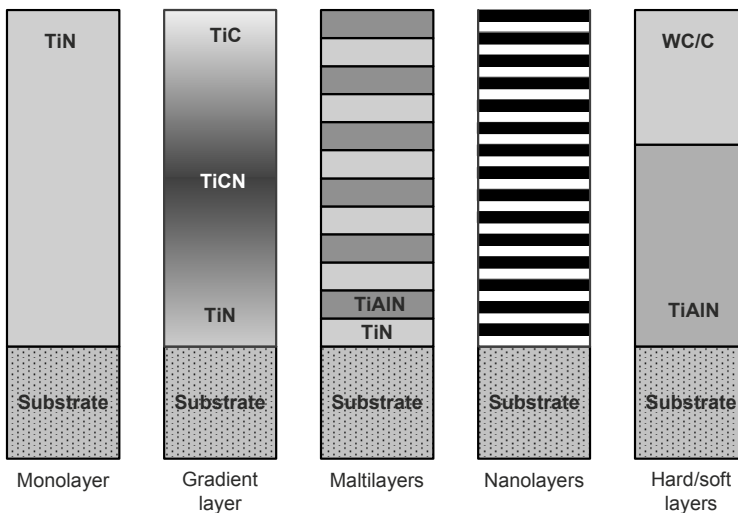 TiN
TiC
WC/C
TiCN
TiN
TiAlN
TiN
TiAlN
Substrate
Substrate
Substrate
Substrate
Substrate
Monolayer
Gradient
layer
Maltilayers
Nanolayers
Hard/soft
layers